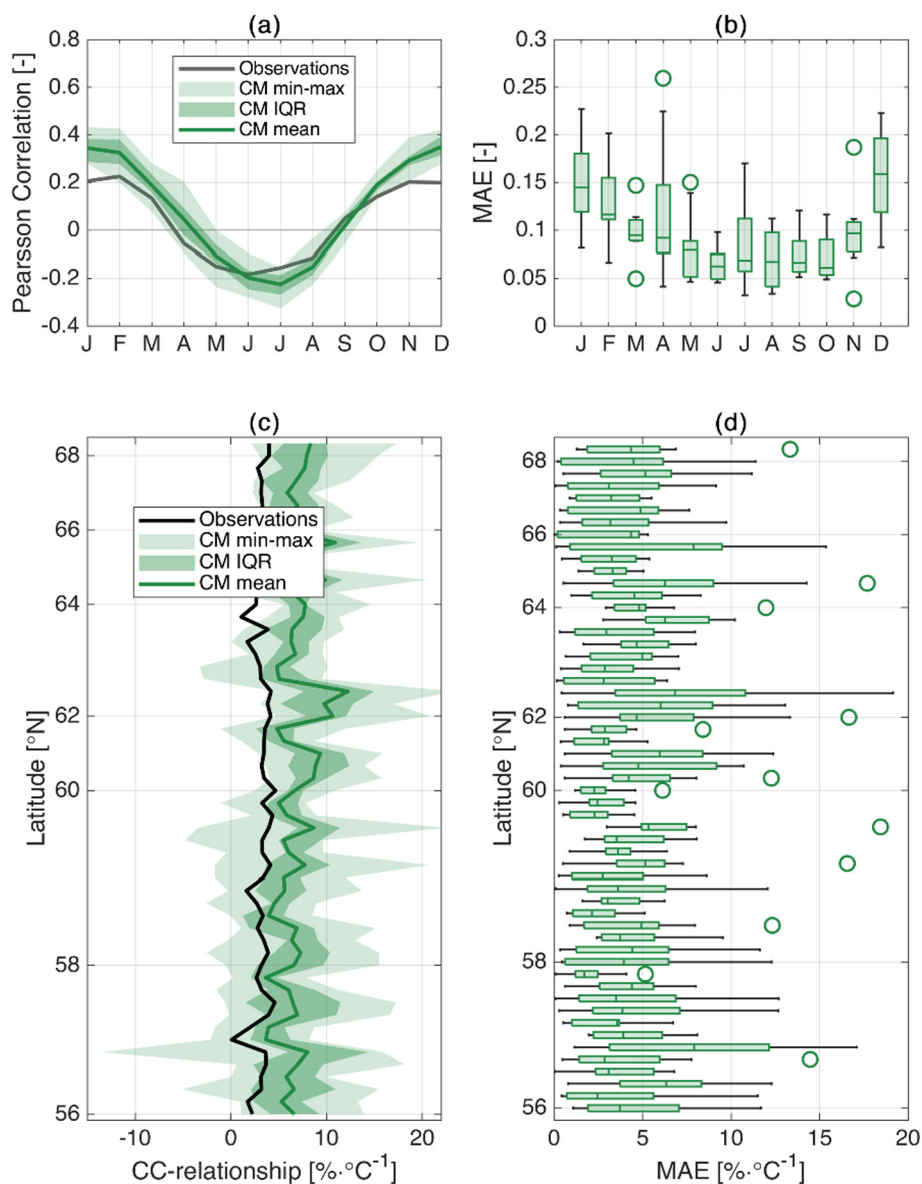 (a)
0.8
0.6
0.4
0.2
0
-0.2
-0.4
Pearsson Correlation [-]
J F M A M J J A S O N D
Observations
CM min-max
CM IQR
CM mean
(b)
0.3
0.25
0.2
0.15
0.1
0.05
0
MAE [-]
J F M A M J J A S O N D
(c)
68
66
64
62
60
58
56
Latitude [°N]
Observations
CM min-max
CM IQR
CM mean
-10 0 10 20
CC-relationship [%·°C-1]
(d)
68
66
64
62
60
58
56
Latitude [°N]
0 5 10 15 20
MAE [%·°C-1]